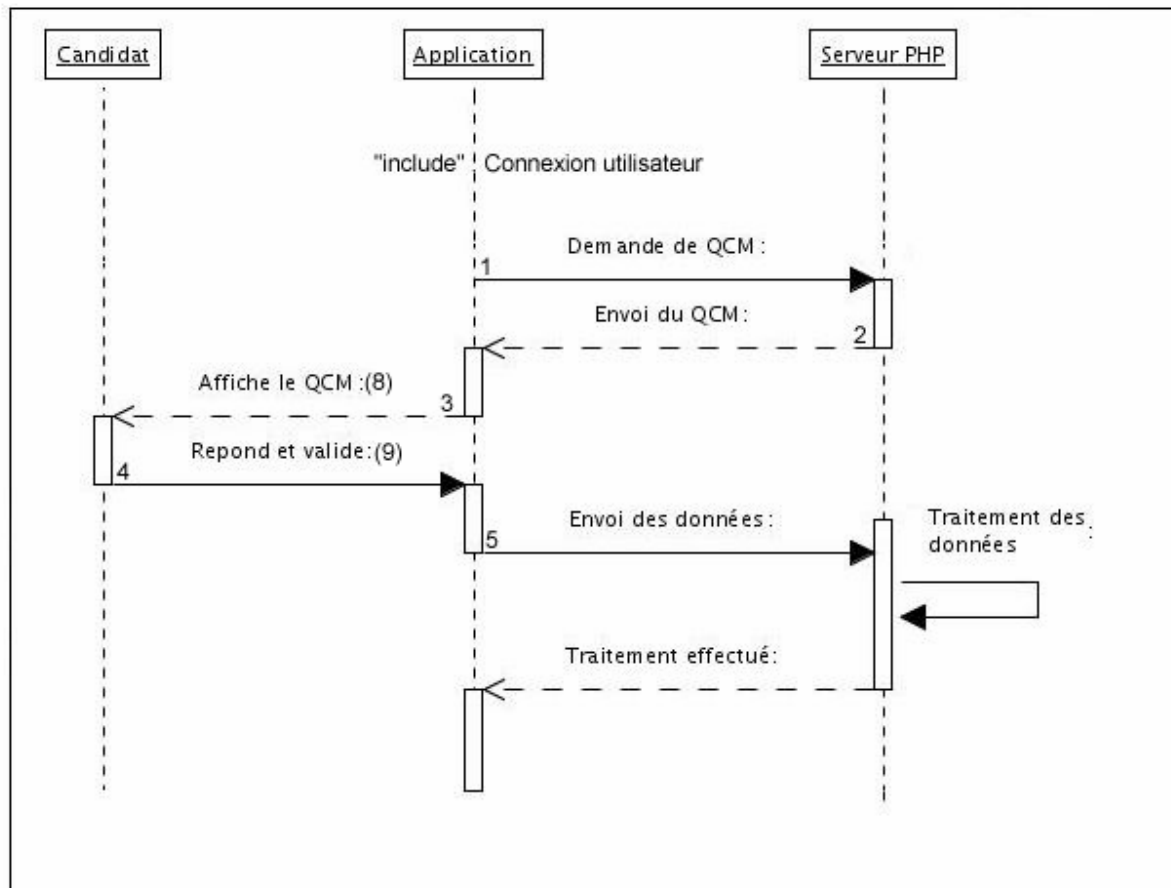 Candidat
Application
Serveur PHP
"include" : Connexion utilisateur
Demande de QCM :
1
Envoi du QCM :
2
Affiche le QCM :(8)
3
Repond et valide:(9)
4
Envoi des données :
5
Traitement des
données :
Traitement effectué: